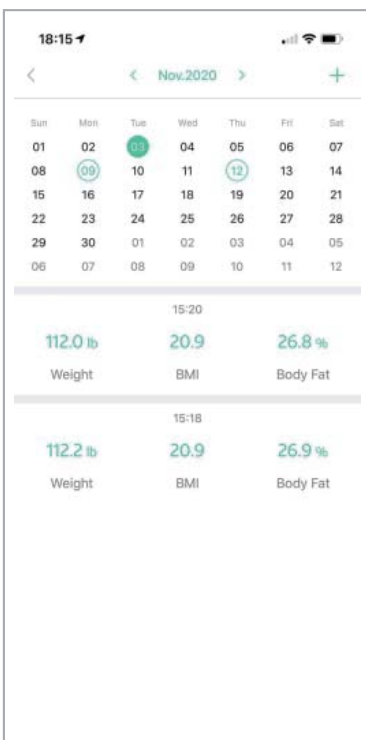 18:15
Nov.2020
Sun Mon Tue Wed Thu Fri Sat
01 02 03 04 05 06 07
08 09 10 11 12 13 14
15 16 17 18 19 20 21
22 23 24 25 26 27 28
29 30 01 02 03 04 05
06 07 08 09 10 11 12
15:20
112.0 lb 20.9 26.8 %
Weight BMI Body Fat
15:18
112.2 lb 20.9 26.9 %
Weight BMI Body Fat